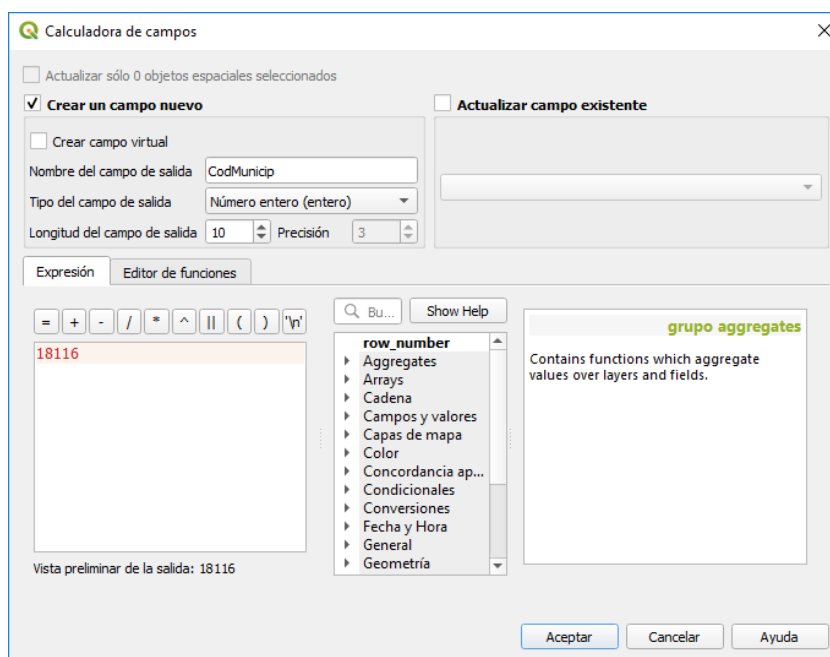 Calculadora de campos
Actualizar sólo 0 objetos espaciales seleccionados
Crear un campo nuevo
Actualizar campo existente
Crear campo virtual
Nombre del campo de salida CodMunicip
Tipo del campo de salida Número entero (entero)
Longitud del campo de salida 10 Precisión 3
Expresión Editor de funciones
= + - / * ^ || ( ) '\n'
18116
Vista preliminar de la salida: 18116
Bu... Show Help
row_number
Aggregates
Arrays
Cadena
Campos y valores
Capas de mapa
Color
Concordancia ap...
Condicionales
Conversiones
Fecha y Hora
General
Geometría
grupo aggregates
Contains functions which aggregate
values over layers and fields.
Aceptar Cancelar Ayuda